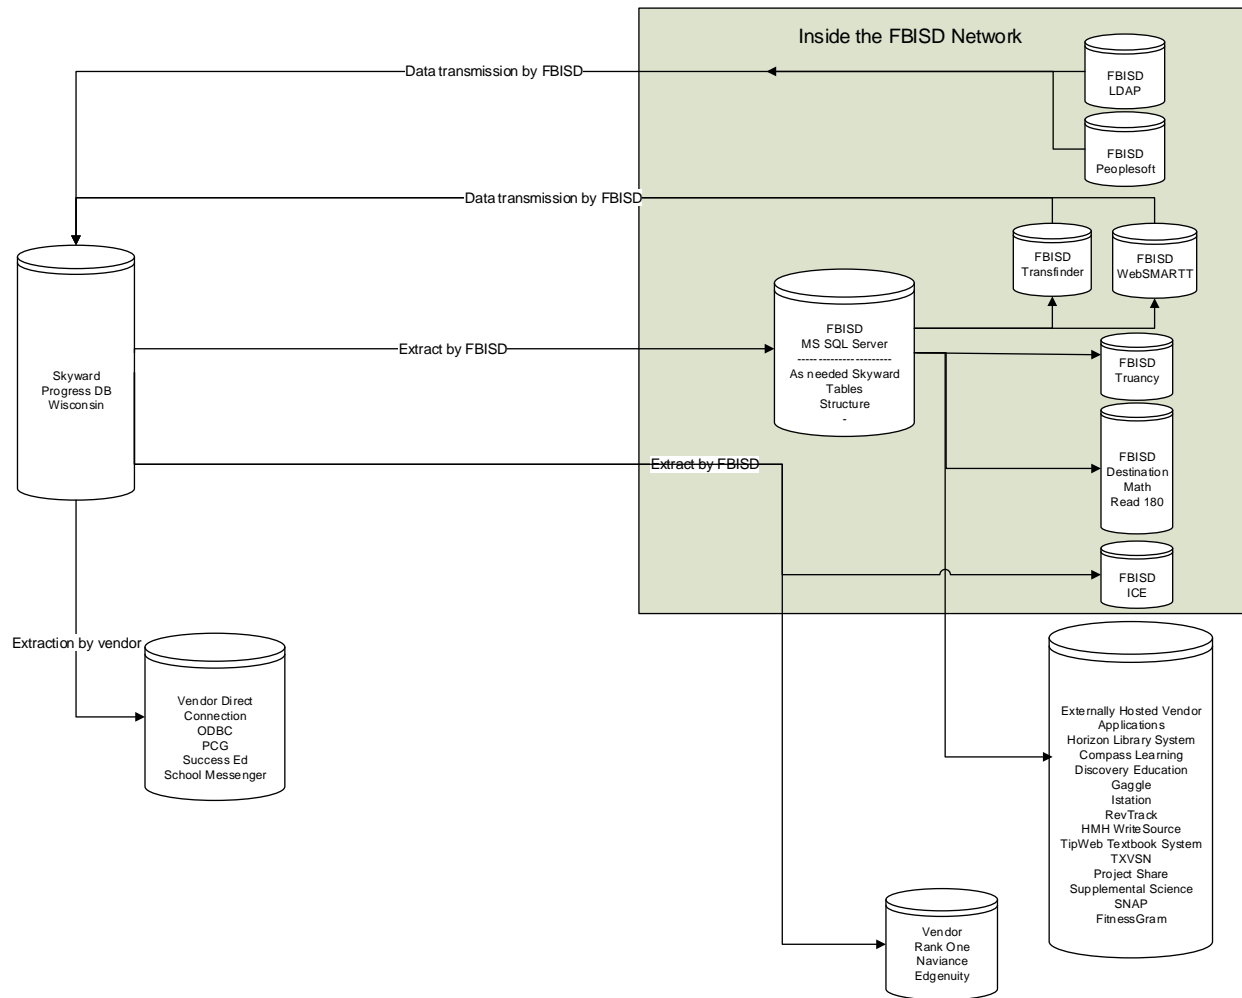 Inside the FBISD Network
Data transmission by FBISD
FBISD
LDAP
FBISD
Peoplesoft
Data transmission by FBISD
FBISD
Transfinder
FBISD
WebSMARTT
Skyward
Progress DB
Wisconsin
Extract by FBISD
FBISD
MS SQL Server
--------------------
As needed Skyward
Tables
Structure
-
FBISD
Truancy
Extract by FBISD
FBISD
Destination
Math
Read 180
FBISD
ICE
Extraction by vendor
Vendor Direct
Connection
ODBC
PCG
Success Ed
School Messenger
Externally Hosted Vendor
Applications
Horizon Library System
Compass Learning
Discovery Education
Gaggle
Istation
RevTrack
HMH WriteSource
TipWeb Textbook System
TXVSN
Project Share
Supplemental Science
SNAP
FitnessGram
Vendor
Rank One
Naviance
Edgenuity